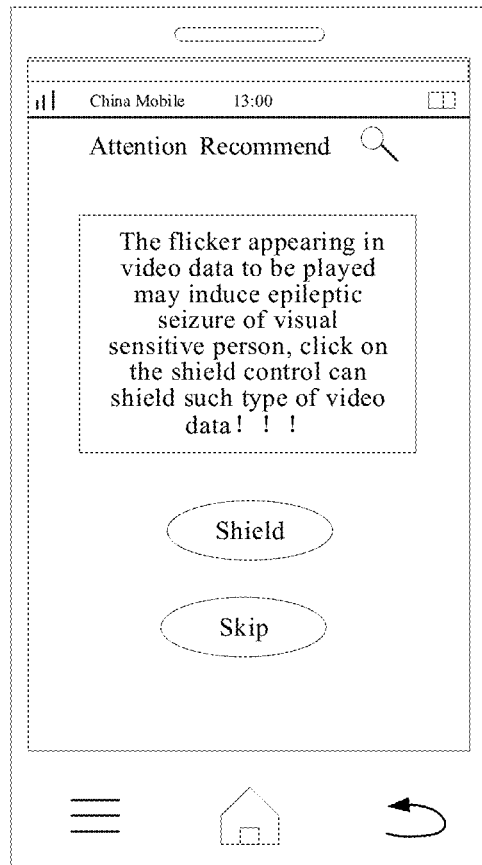 China Mobile 13:00
Attention Recommend
The flicker appearing in
video data to be played
may induce epileptic
seizure of visual
sensitive person, click on
the shield control can
shield such type of video
data! ! !
Shield
Skip